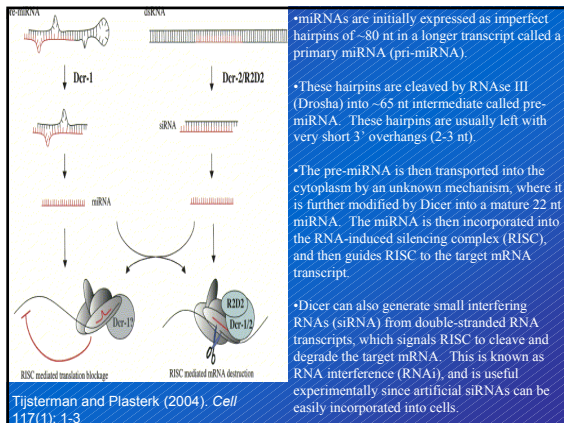 pre-miRNA
dsRNA
Dcr-1
Dcr-2/R2D2
siRNA
miRNA
Dcr-1?
R2D2
Dcr-1/2
RISC mediated translation blockage
RISC mediated mRNA destruction
Tijsterman and Plasterk (2004). Cell
117(1): 1-3
•miRNAs are initially expressed as imperfect
hairpins of ~80 nt in a longer transcript called a
primary miRNA (pri-miRNA).
•These hairpins are cleaved by RNAse III
(Drosha) into ~65 nt intermediate called pre-
miRNA. These hairpins are usually left with
very short 3' overhangs (2-3 nt).
•The pre-miRNA is then transported into the
cytoplasm by an unknown mechanism, where it
is further modified by Dicer into a mature 22 nt
miRNA. The miRNA is then incorporated into
the RNA-induced silencing complex (RISC),
and then guides RISC to the target mRNA
transcript.
•Dicer can also generate small interfering
RNAs (siRNA) from double-stranded RNA
transcripts, which signals RISC to cleave and
degrade the target mRNA. This is known as
RNA interference (RNAi), and is useful
experimentally since artificial siRNAs can be
easily incorporated into cells.